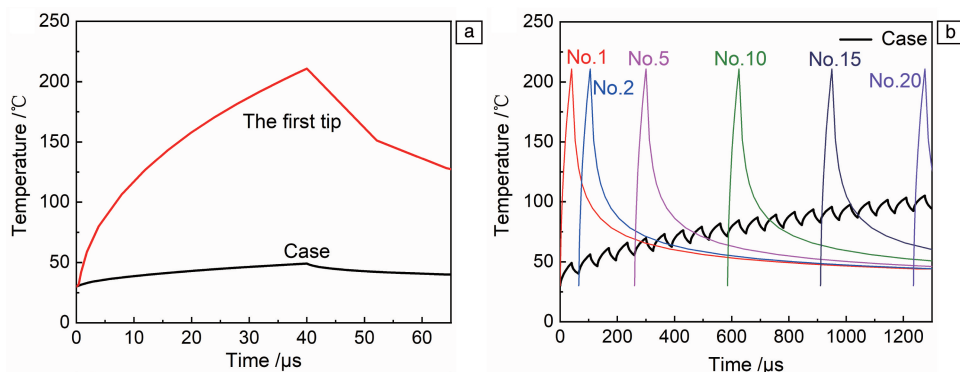 a
250
200
150
100
50
0
Temperature /℃
The first tip
Case
0
10
20
30
40
50
60
Time /μs
b
Case
250
200
150
100
50
0
Temperature /℃
No.1
No.2
No.5
No.10
No.15
No.20
0
200
400
600
800
1000
1200
Time /μs